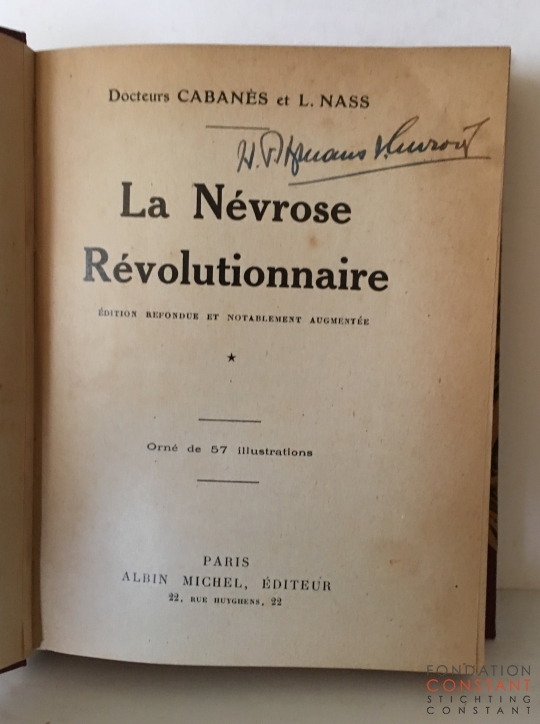 Docteurs CABANÈS et L. NASS
La Névrose
Révolutionnaire
ÉDITION REFONDUE ET NOTABLEMENT AUGMENTÉE
★
Orné de 57 illustrations
PARIS
ALBIN MICHEL, ÉDITEUR
22, RUE HUYGHENS, 22
FONDATION
CONSTANT
STICHTING
CONSTANT